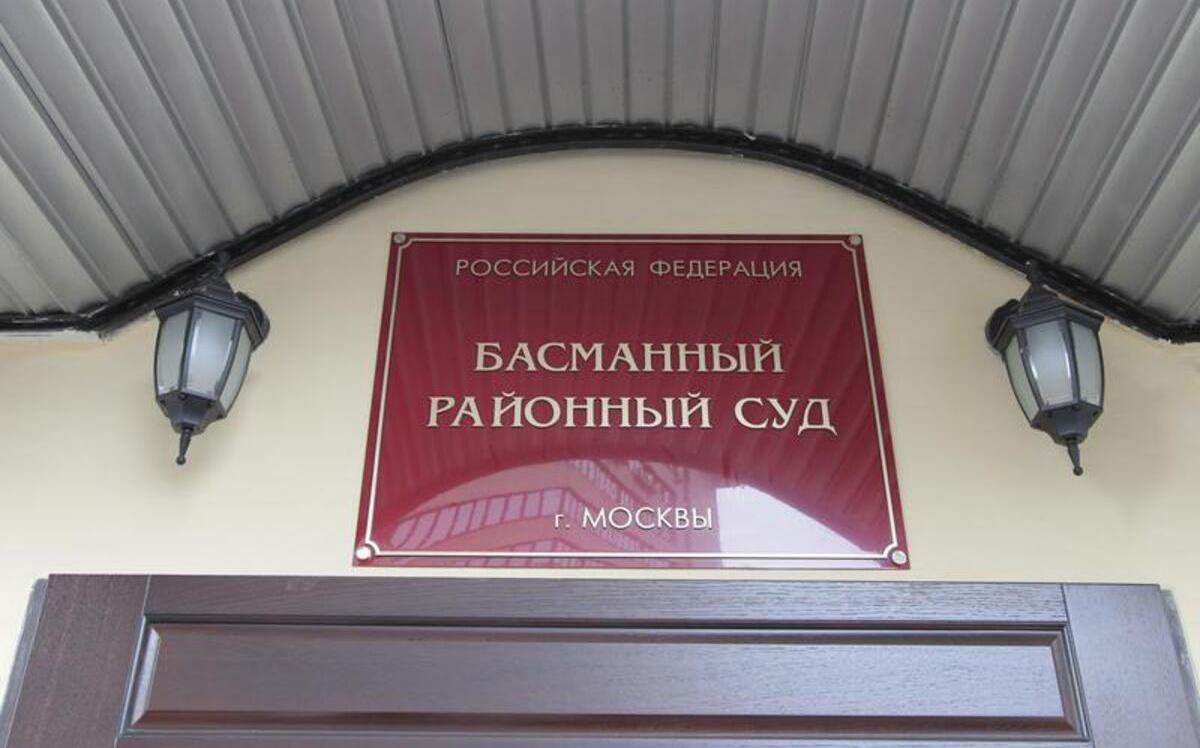 РОССИЙСКАЯ ФЕДЕРАЦИЯ
БАСМАННЫЙ
РАЙОННЫЙ СУД
г. МОСКВЫ